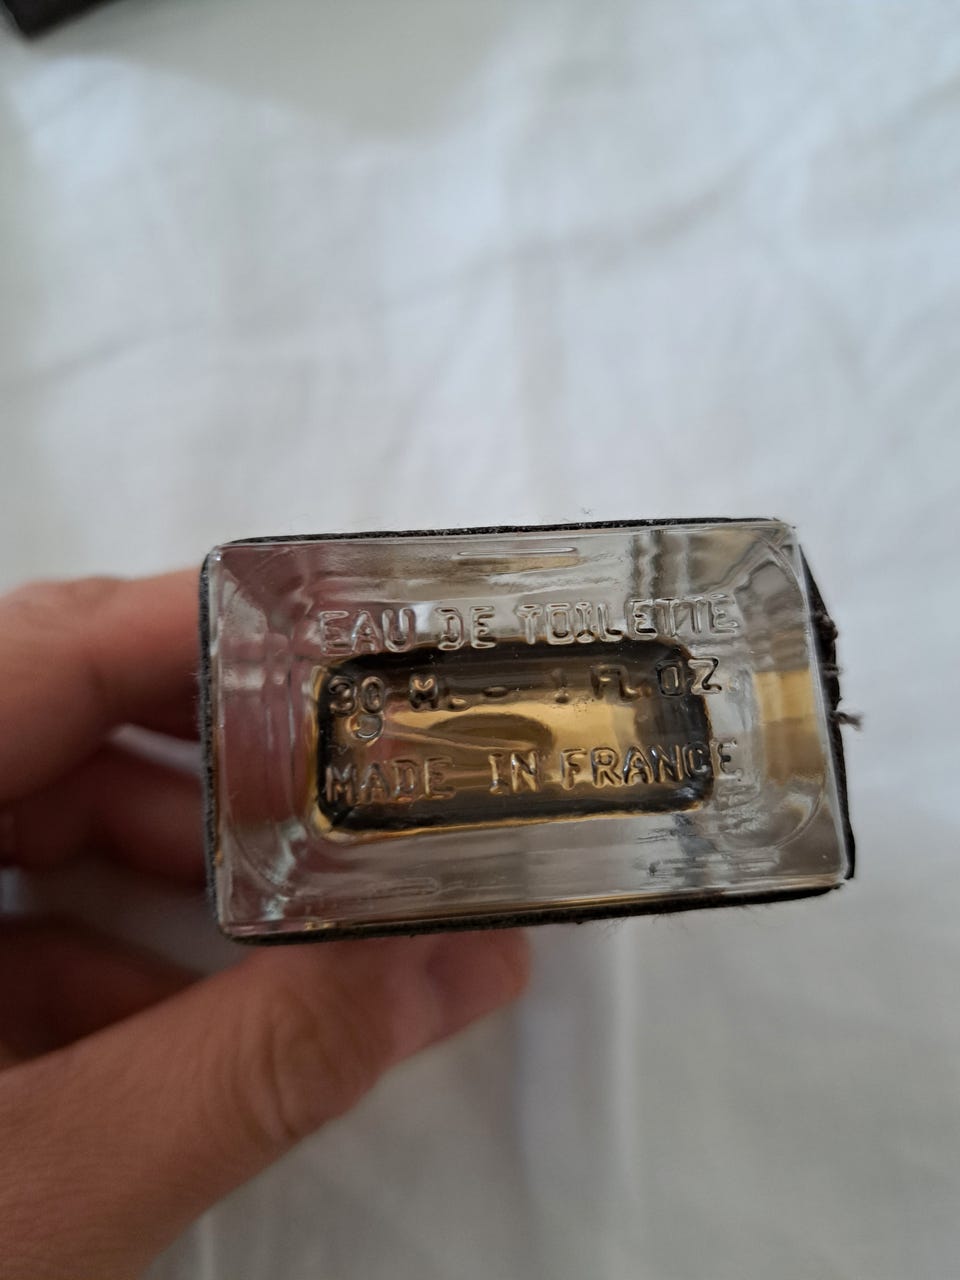 EAU DE TOILETTE
30 ML - 1 FL.OZ.
MADE IN FRANCE